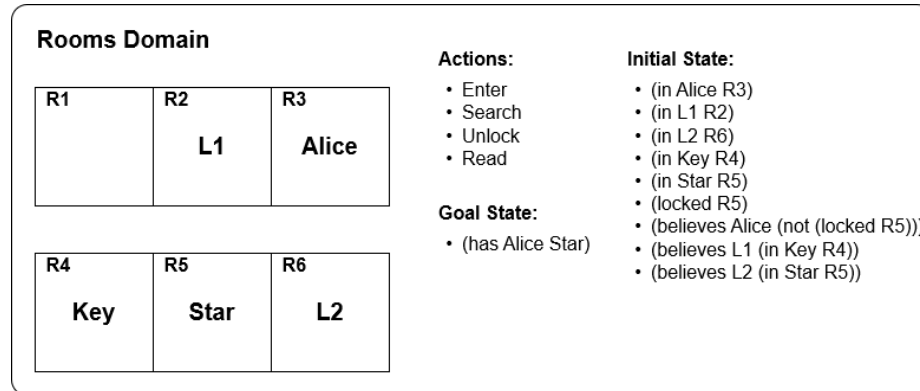 Rooms Domain
R1
R2
R3
L1
Alice
R4
R5
R6
Key
Star
L2
Actions:
• Enter
• Search
• Unlock
• Read
Goal State:
• (has Alice Star)
Initial State:
• (in Alice R3)
• (in L1 R2)
• (in L2 R6)
• (in Key R4)
• (in Star R5)
• (locked R5)
• (believes Alice (not (locked R5)))
• (believes L1 (in Key R4))
• (believes L2 (in Star R5))